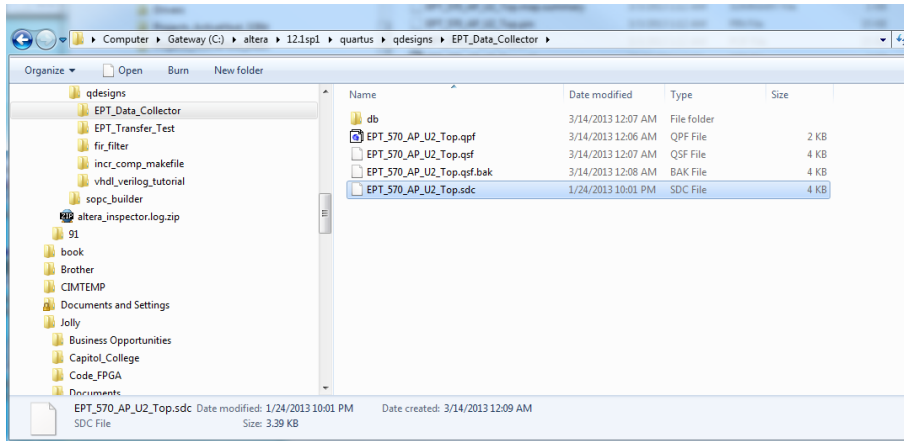 Computer ▸ Gateway (C:) ▸ altera ▸ 12.1sp1 ▸ quartus ▸ qdesigns ▸ EPT_Data_Collector ▸
Organize ▾ Open Burn New folder
qdesigns
EPT_Data_Collector
EPT_Transfer_Test
fir_filter
incr_comp_makefile
vhdl_verilog_tutorial
sopc_builder
altera_inspector.log.zip
91
book
Brother
CIMTEMP
Documents and Settings
Jolly
Business Opportunities
Capitol_College
Code_FPGA
Documents
Name Date modified Type Size
db 3/14/2013 12:07 AM File folder
EPT_570_AP_U2_Top.qpf 3/14/2013 12:06 AM QPF File 2 KB
EPT_570_AP_U2_Top.qsf 3/14/2013 12:07 AM QSF File 4 KB
EPT_570_AP_U2_Top.qsf.bak 3/14/2013 12:08 AM BAK File 4 KB
EPT_570_AP_U2_Top.sdc 1/24/2013 10:01 PM SDC File 4 KB
EPT_570_AP_U2_Top.sdc Date modified: 1/24/2013 10:01 PM Date created: 3/14/2013 12:09 AM
SDC File Size: 3.39 KB